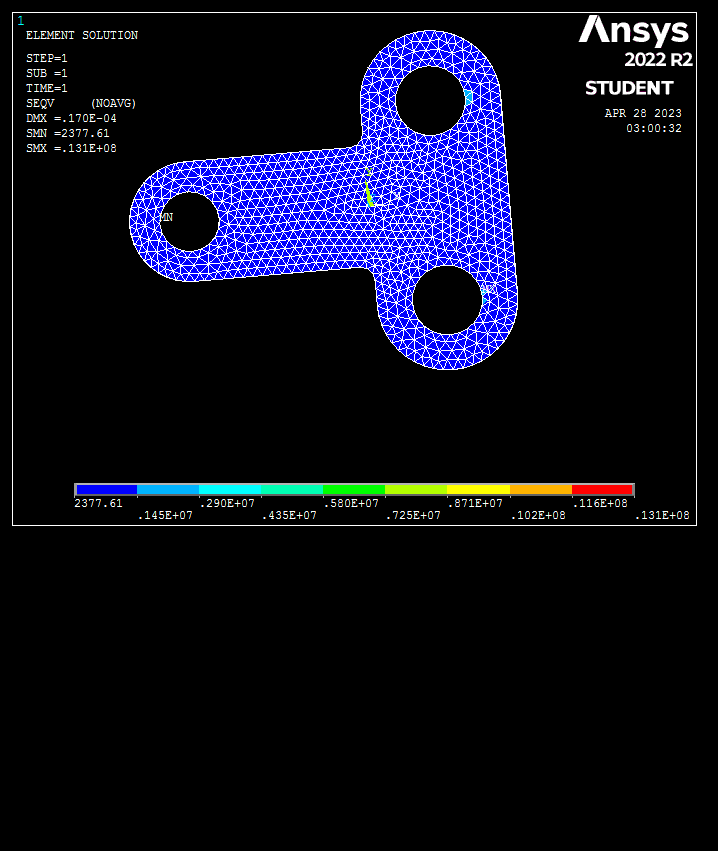 1
ELEMENT SOLUTION
STEP=1
SUB =1
TIME=1
SEQV (NOAVG)
DMX =.170E-04
SMN =2377.61
SMX =.131E+08
Ansys
2022 R2
STUDENT
APR 28 2023
03:00:32
MN
2377.61 .290E+07 .580E+07 .871E+07 .116E+08
.145E+07 .435E+07 .725E+07 .102E+08 .131E+08